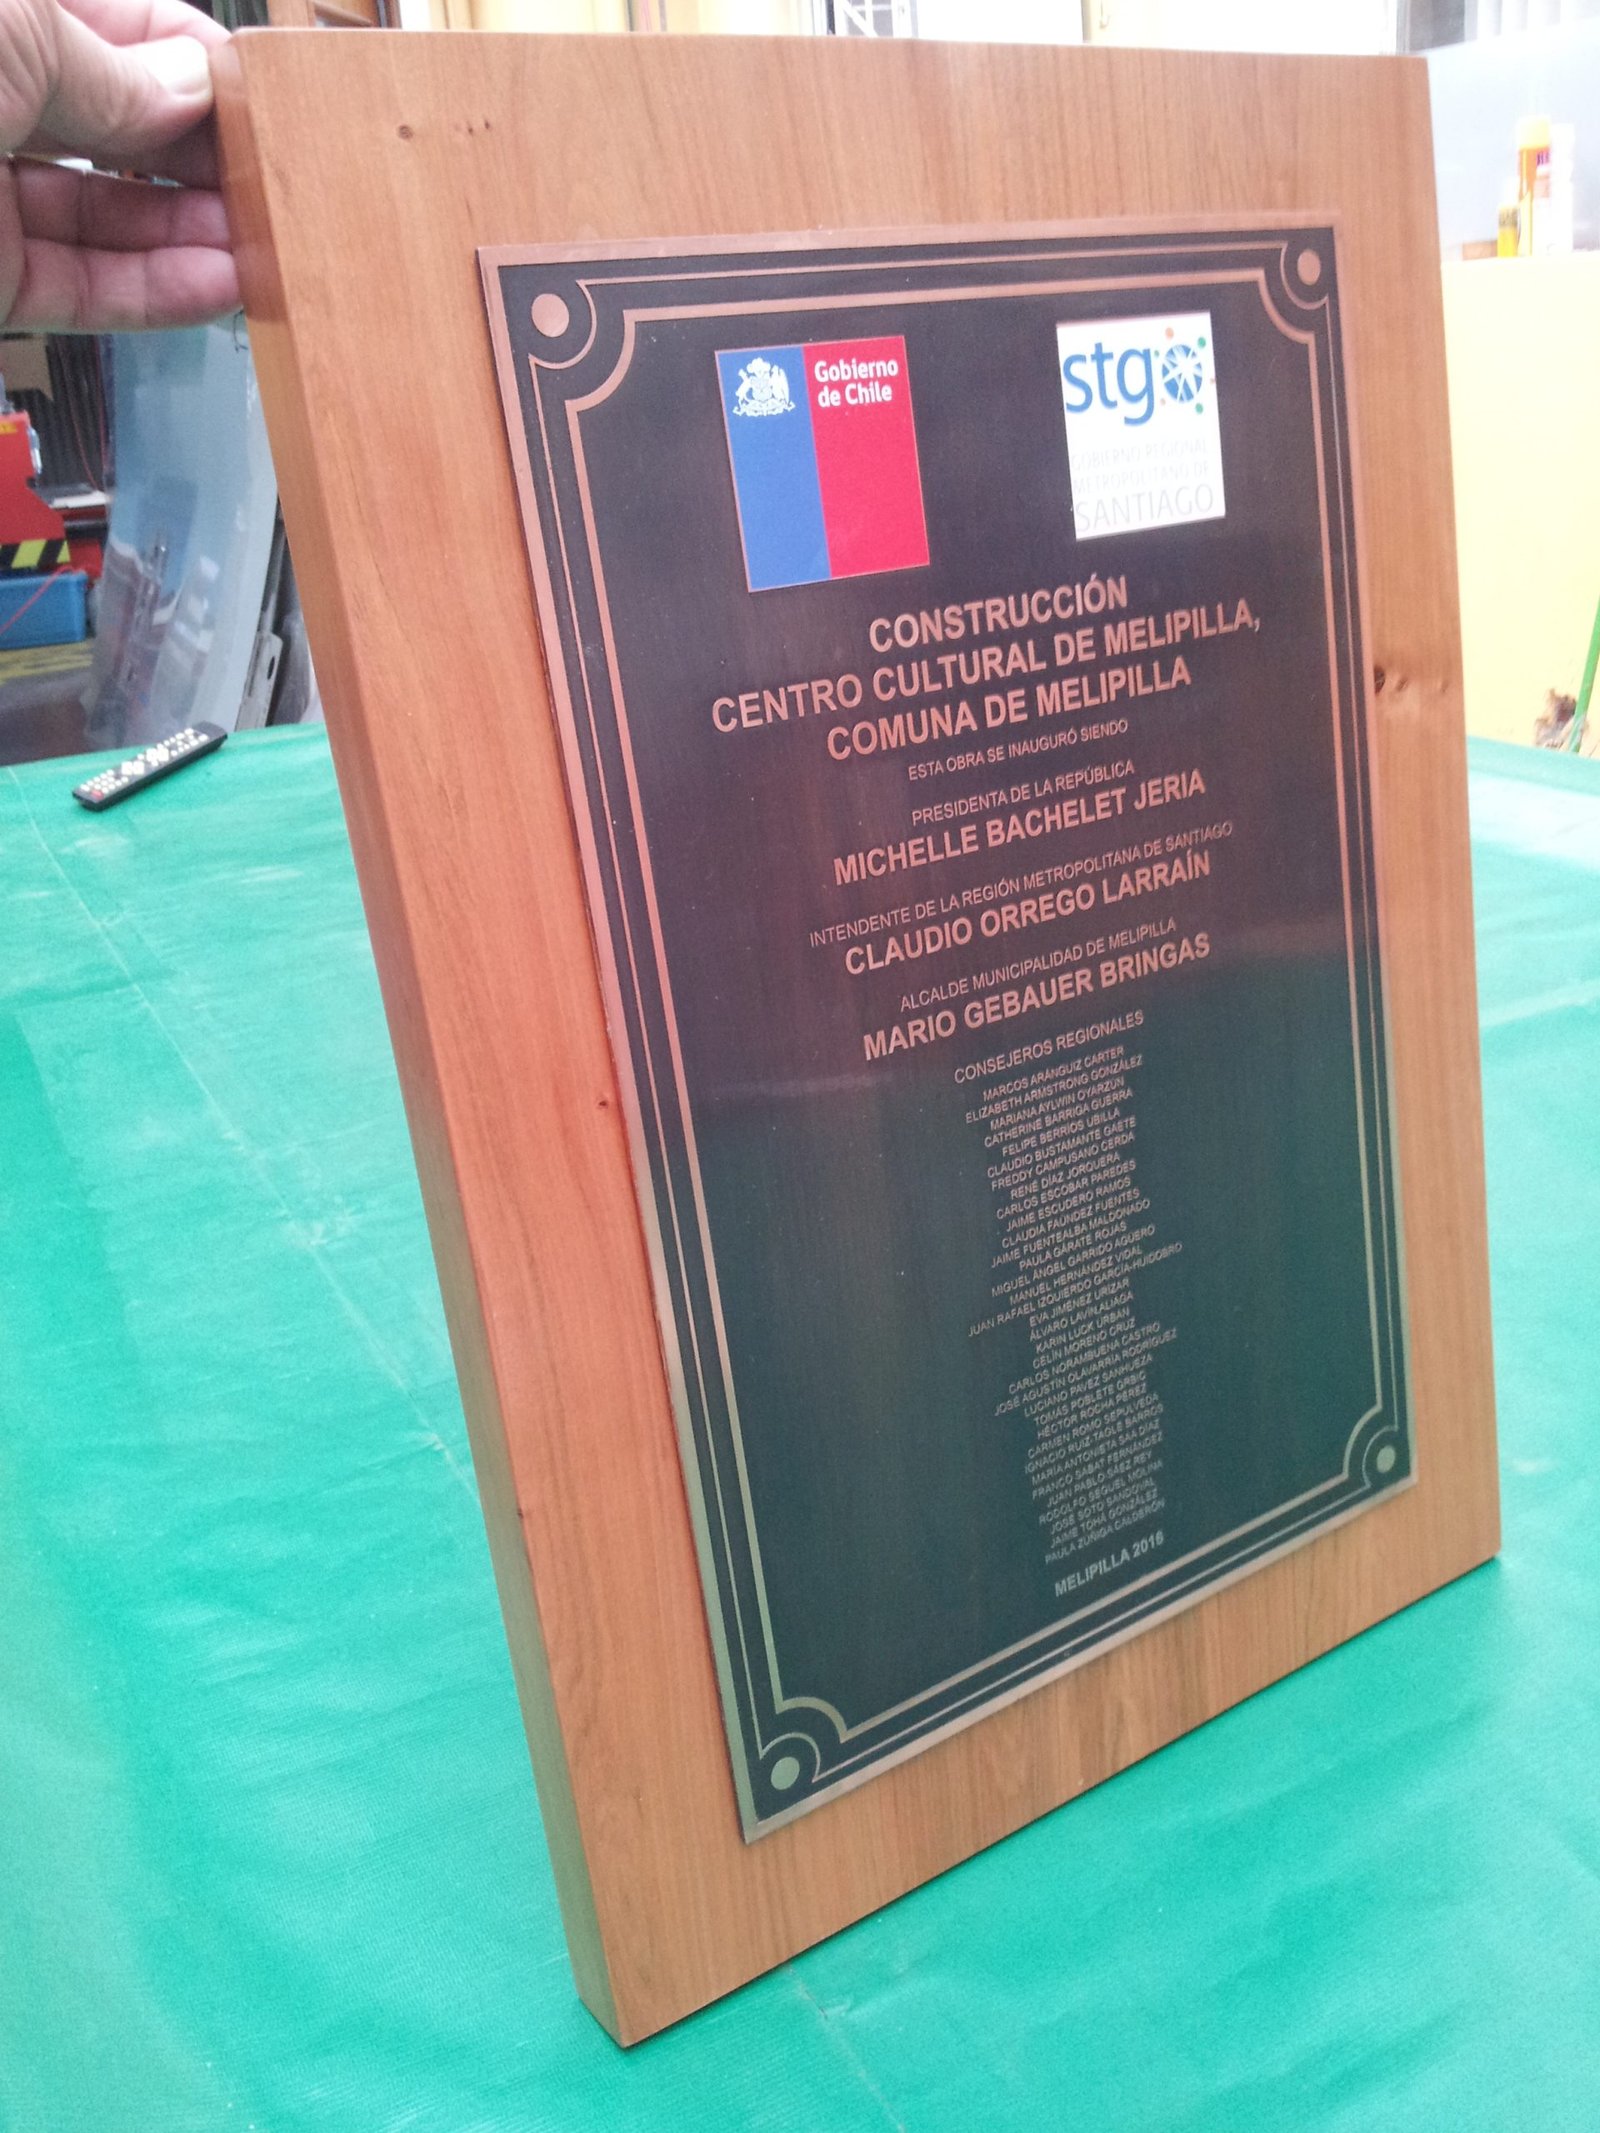 Gobierno
de Chile
stgo
GOBIERNO REGIONAL
METROPOLITANO DE
SANTIAGO
CONSTRUCCIÓN
CENTRO CULTURAL DE MELIPILLA,
COMUNA DE MELIPILLA
ESTA OBRA SE INAUGURÓ SIENDO
PRESIDENTA DE LA REPÚBLICA
MICHELLE BACHELET JERIA
INTENDENTE DE LA REGIÓN METROPOLITANA DE SANTIAGO
CLAUDIO ORREGO LARRAÍN
ALCALDE MUNICIPALIDAD DE MELIPILLA
MARIO GEBAUER BRINGAS
CONSEJEROS REGIONALES
MARCOS ARÁNGUIZ CARTER
ELIZABETH ARMSTRONG GONZÁLEZ
MARIANA AYLWIN OYARZÚN
CATHERINE BARRIGA GUERRA
FELIPE BERRÍOS UBILLA
CLAUDIO BUSTAMANTE GAETE
FREDDY CAMPUSANO CERDA
RENÉ DÍAZ JORQUERA
CARLOS ESCOBAR PAREDES
JAIME ESCUDERO RAMOS
CLAUDIA FAÚNDEZ FUENTES
JAIME FUENTEALBA MALDONADO
PAULA GÁRATE ROJAS
MIGUEL ÁNGEL GARRIDO AGÜERO
MANUEL HERNÁNDEZ VIDAL
JUAN RAFAEL IZQUIERDO GARCÍA-HUIDOBRO
EVA JIMÉNEZ URÍZAR
ÁLVARO LAVÍN ALIAGA
KARIN LUCK URBAN
CELÍN MORENO CRUZ
CARLOS NORAMBUENA CASTRO
JOSÉ AGUSTÍN OLAVARRÍA RODRÍGUEZ
LUCIANO PAVEZ SANHUEZA
TOMÁS POBLETE GRBIC
HÉCTOR ROCHA PÉREZ
CARMEN ROMO SEPÚLVEDA
IGNACIO RUIZ-TAGLE BARROS
MARÍA ANTONIETA SAA DÍAZ
FRANCO SABAT FERNÁNDEZ
JUAN PABLO SÁEZ REY
RODOLFO SEGUEL MOLINA
JOSÉ SOTO SANDOVAL
JAIME TOHÁ GONZÁLEZ
PAULA ZÚÑIGA CALDERÓN
MELIPILLA 2016